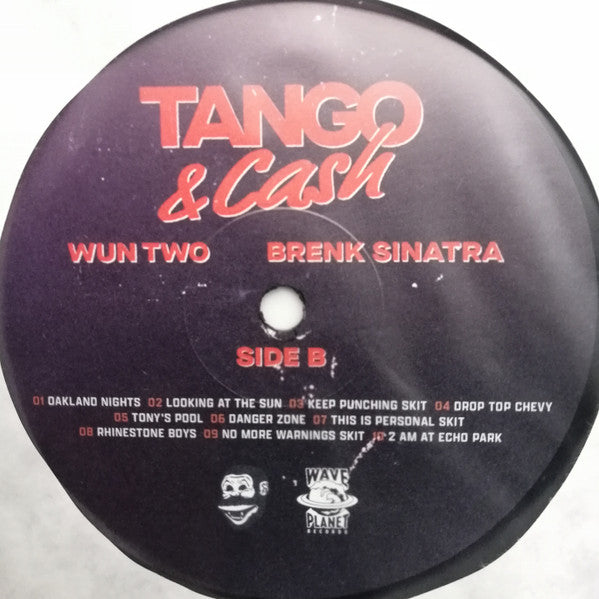 TANGO
& Cash
WUN TWO BRENK SINATRA
SIDE B
01 OAKLAND NIGHTS 02 LOOKING AT THE SUN 03 KEEP PUNCHING SKIT 04 DROP TOP CHEVY
05 TONY'S POOL 06 DANGER ZONE 07 THIS IS PERSONAL SKIT
08 RHINESTONE BOYS 09 NO MORE WARNINGS SKIT 10 2 AM AT ECHO PARK
WAVE
PLANET
RECORDS